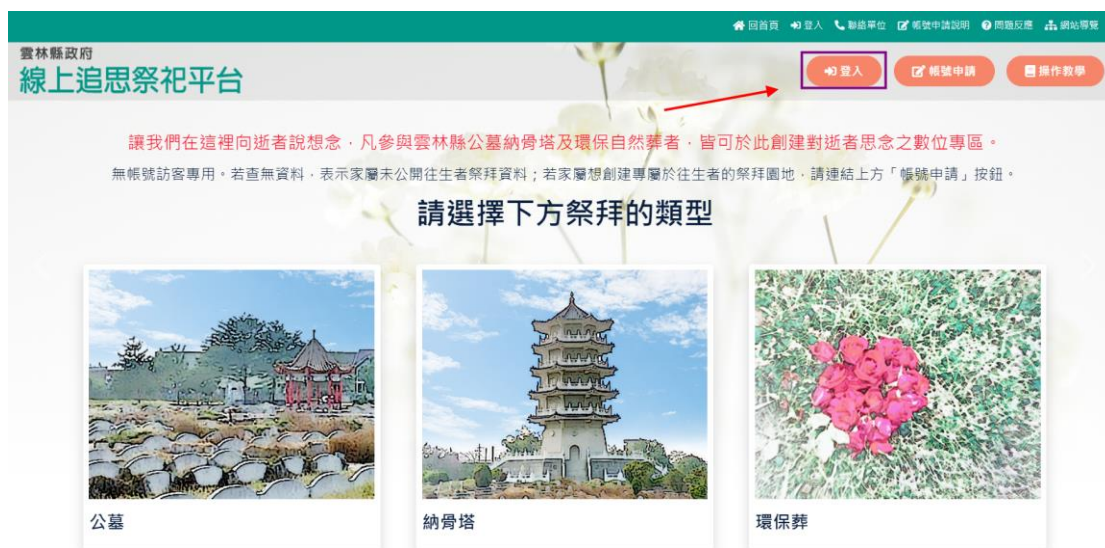 回首頁 登入 聯絡單位 帳號申請說明 問題反應 網站導覽
雲林縣政府
線上追思祭祀平台
登入 帳號申請 操作教學
讓我們在這裡向逝者說想念，凡參與雲林縣公墓納骨塔及環保自然葬者，皆可於此創建對逝者思念之數位專區。
無帳號訪客專用。若查無資料，表示家屬未公開往生者祭拜資料；若家屬想創建專屬於往生者的祭拜園地，請連結上方「帳號申請」按鈕。
請選擇下方祭拜的類型
公墓 納骨塔 環保葬